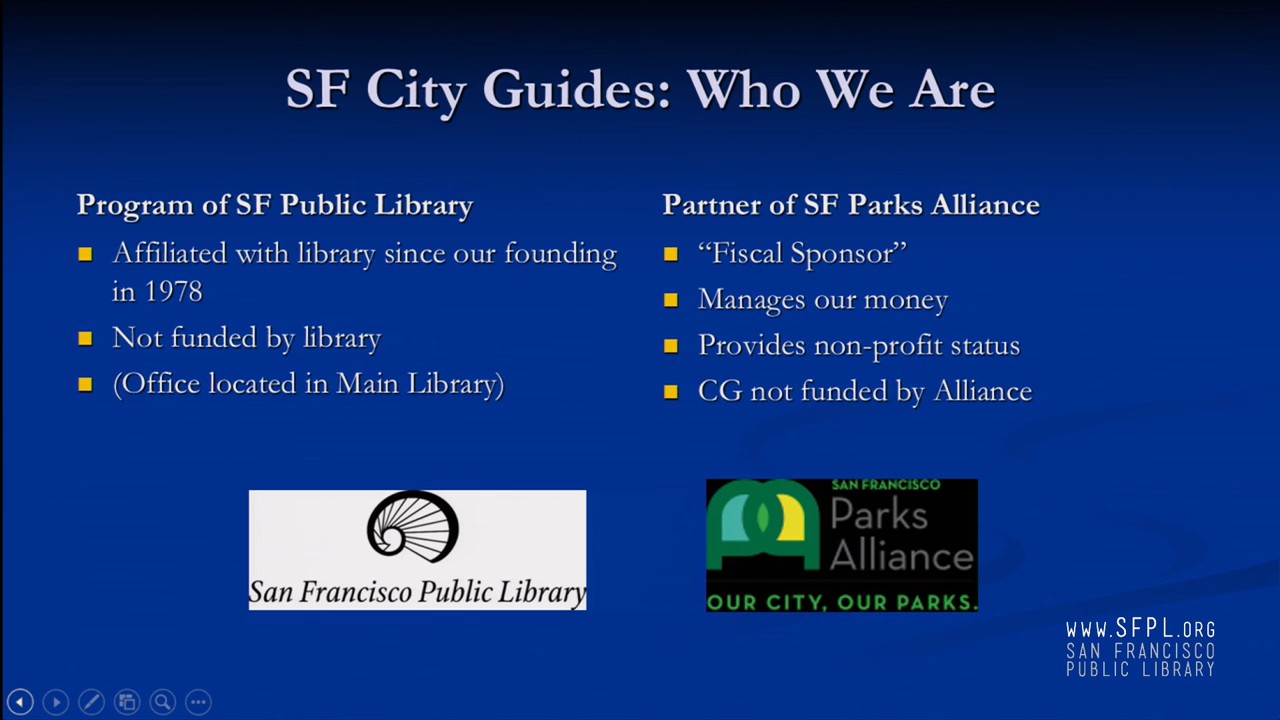 SF City Guides: Who We Are
Program of SF Public Library
Affiliated with library since our founding
in 1978
Not funded by library
(Office located in Main Library)
Partner of SF Parks Alliance
“Fiscal Sponsor”
Manages our money
Provides non-profit status
CG not funded by Alliance
San Francisco Public Library
SAN FRANCISCO
Parks
Alliance
OUR CITY, OUR PARKS.
WWW.SFPL.ORG
SAN FRANCISCO
PUBLIC LIBRARY